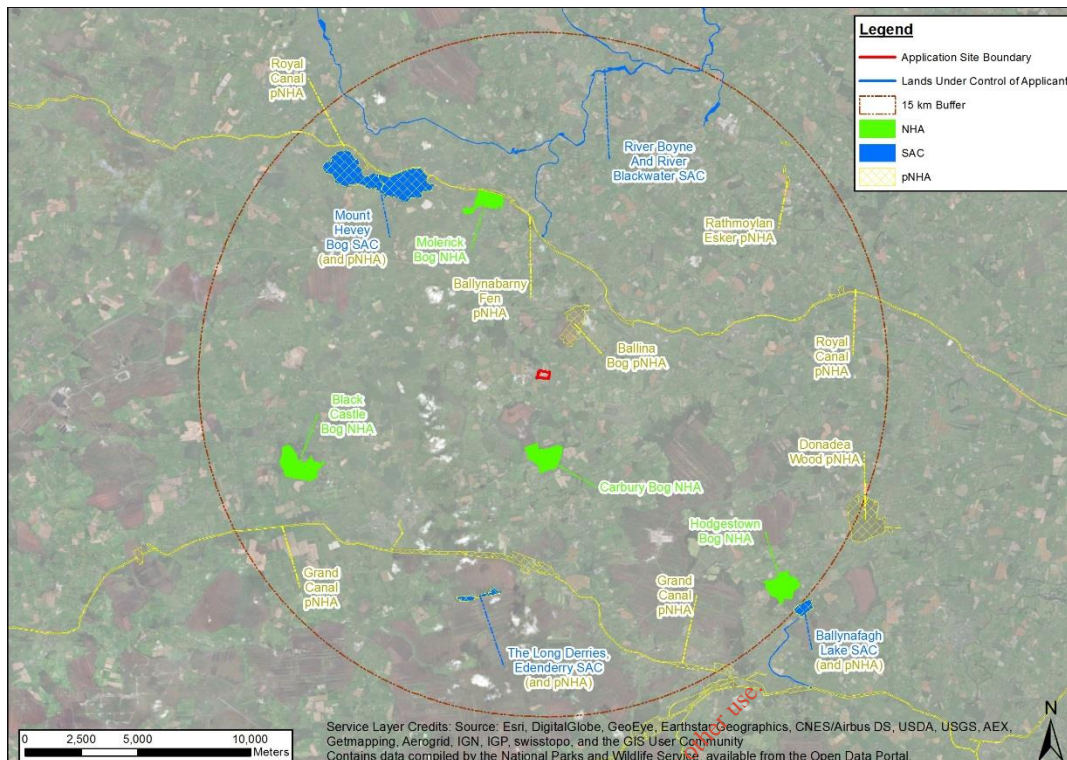 Royal
Canal
pNHA
Mount
Hevey
Bog SAC
(and pNHA)
Molerick
Bog NHA
Ballynabarny
Fen
pNHA
River Boyne
And River
Blackwater SAC
Rathmoylan
Esker pNHA
Ballina
Bog pNHA
Royal
Canal
pNHA
Black
Castle
Bog NHA
Carbury Bog NHA
Donadea
Wood pNHA
Hodgestown
Bog NHA
Grand
Canal
pNHA
The Long Derries,
Edenderry SAC
(and pNHA)
Grand
Canal
pNHA
Ballynafagh
Lake SAC
(and pNHA)
Legend
Application Site Boundary
Lands Under Control of Applicant
15 km Buffer
NHA
SAC
pNHA
other use.
N
0 2,500 5,000 10,000
Meters
Service Layer Credits: Source: Esri, DigitalGlobe, GeoEye, Earthstar Geographics, CNES/Airbus DS, USDA, USGS, AEX,
Getmapping, Aerogrid, IGN, IGP, swisstopo, and the GIS User Community
Contains data compiled by the National Parks and Wildlife Service, available from the Open Data Portal.